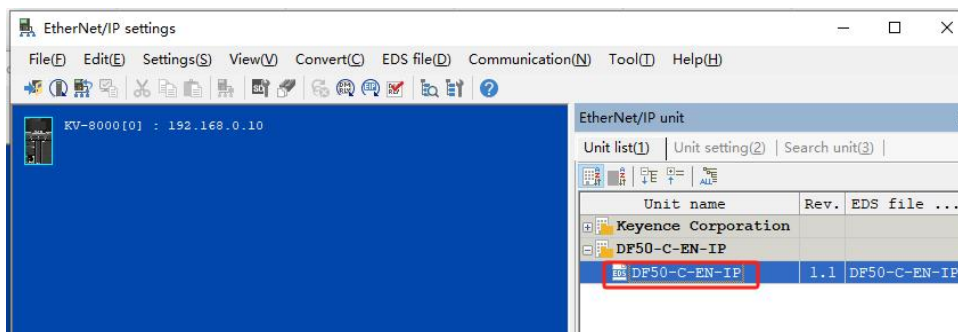 EtherNet/IP settings
File(F) Edit(E) Settings(S) View(V) Convert(C) EDS file(D) Communication(N) Tool(T) Help(H)
KV-8000[0] : 192.168.0.10
EtherNet/IP unit
Unit list(1) Unit setting(2) Search unit(3)
Unit name Rev. EDS file ...
Keyence Corporation
DF50-C-EN-IP
EDS DF50-C-EN-IP 1.1 DF50-C-EN-IP